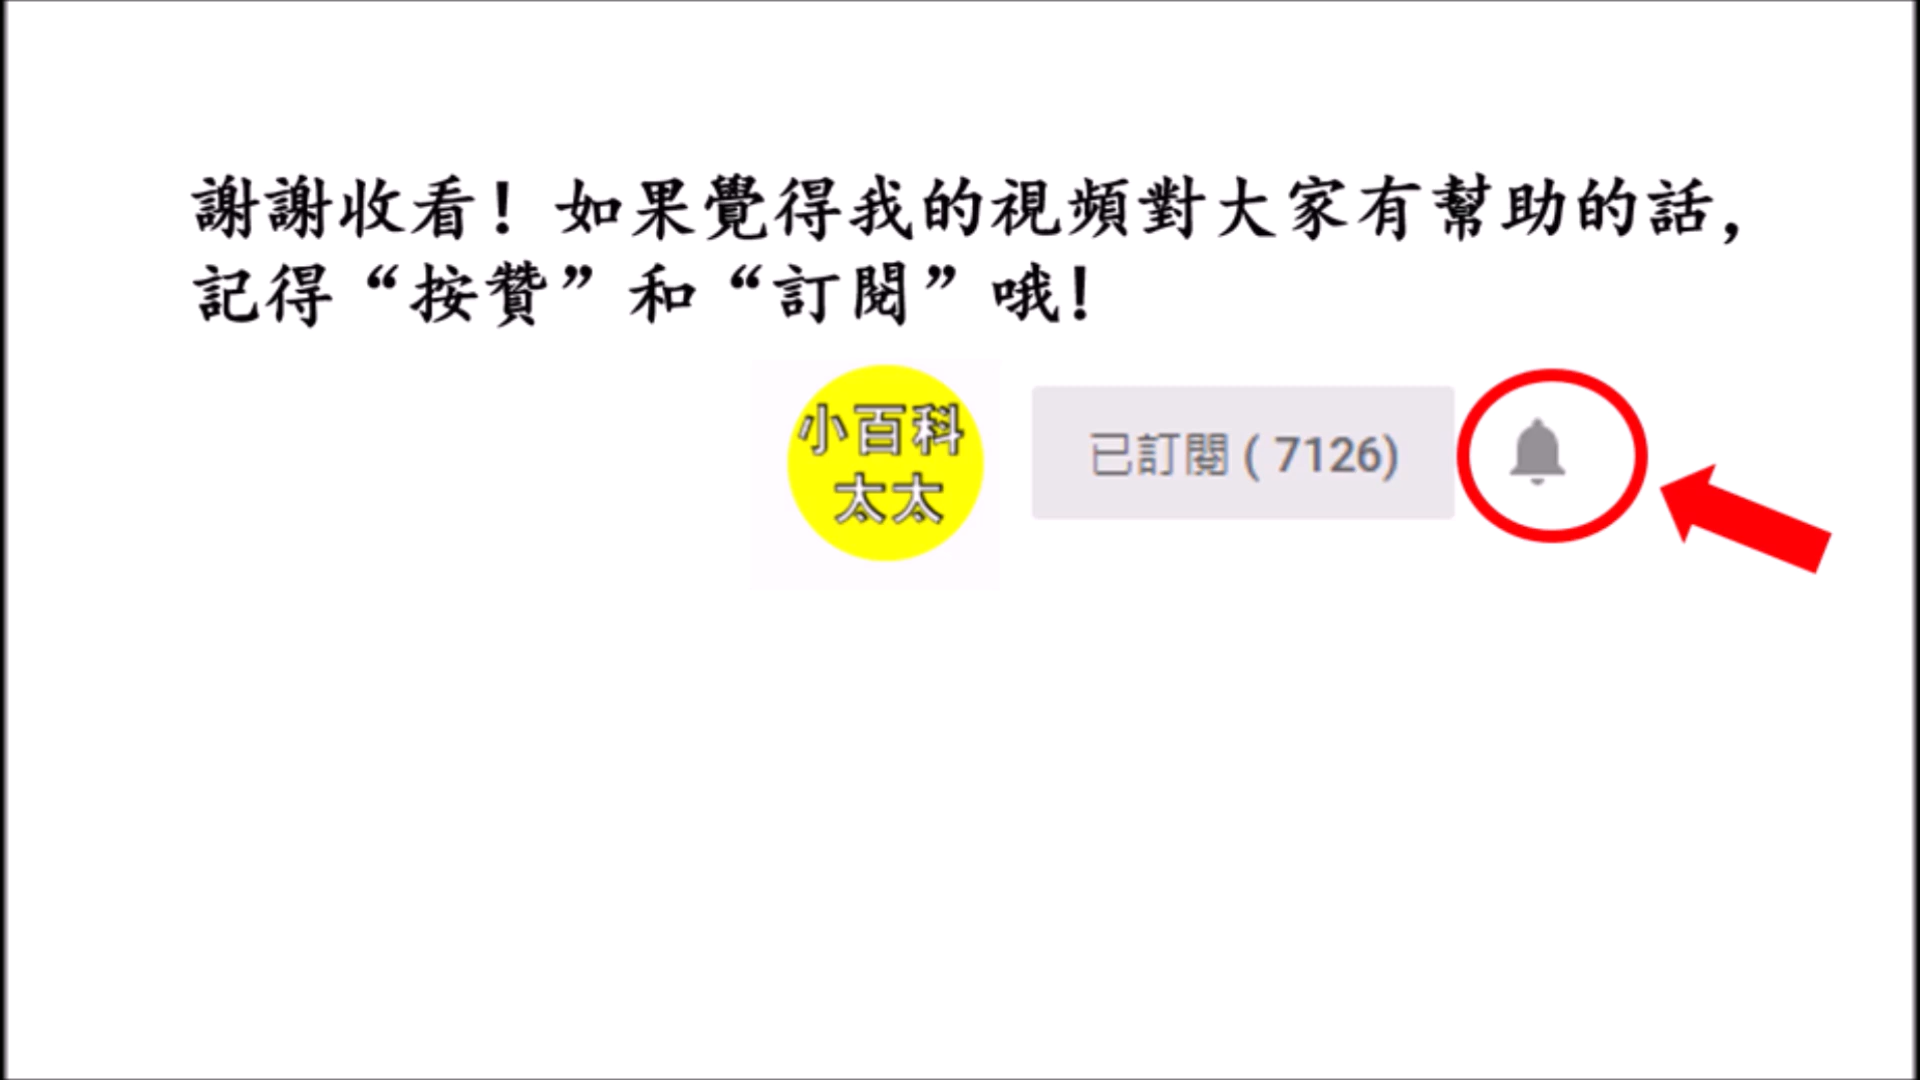 謝謝收看！如果覺得我的視頻對大家有幫助的話，
記得“按贊”和“訂閱”哦！
小百科
太太
已訂閱 ( 7126)